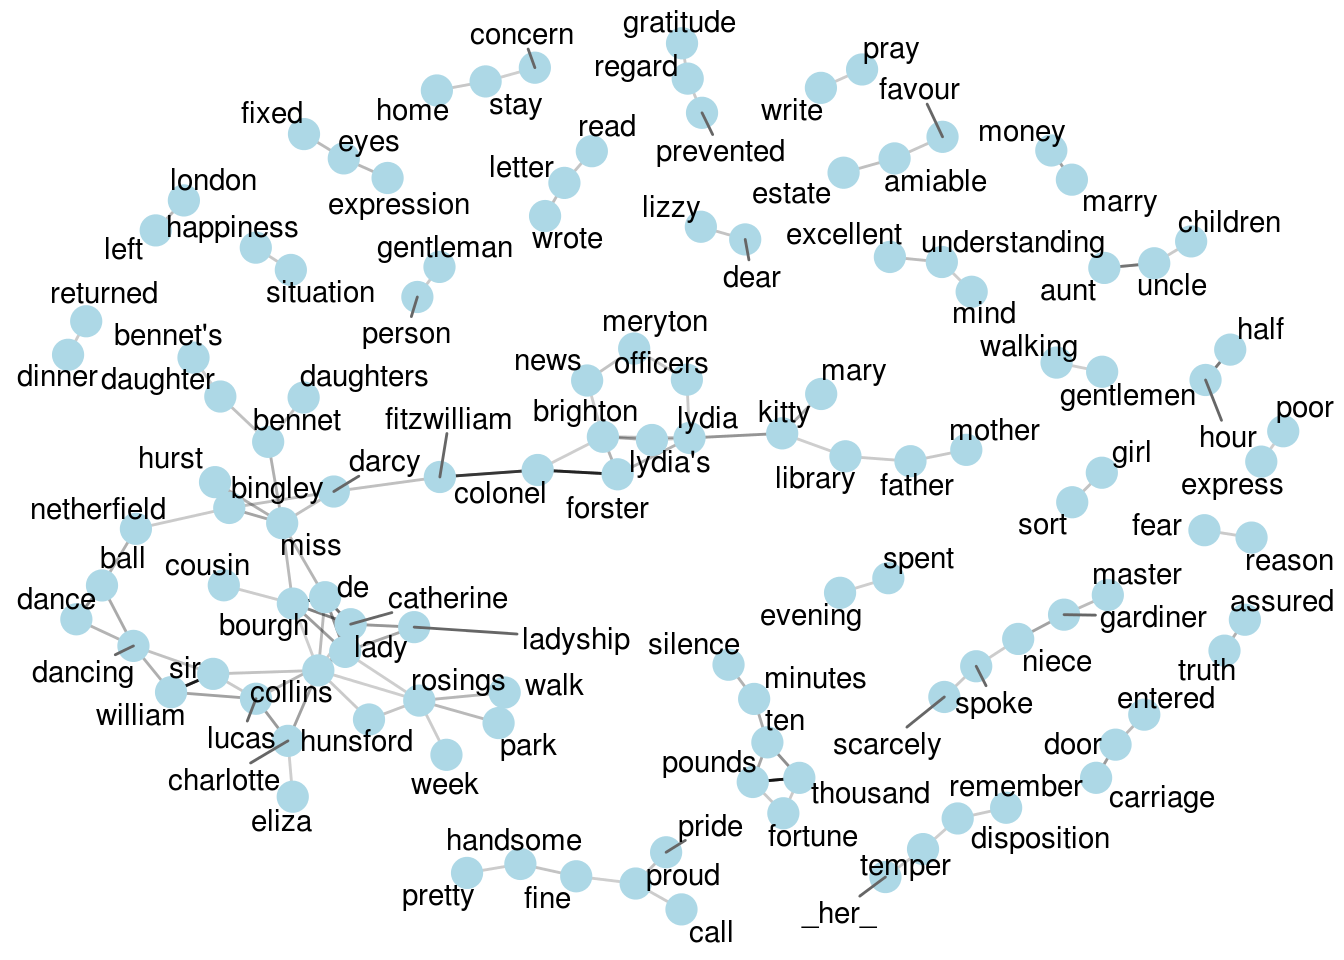 gratitude
concern
pray
regard
favour
home
stay
write
fixed
read
money
eyes
letter
prevented
london
estate
amiable
expression
marry
lizzy
happiness
children
left
wrote
excellent
understanding
gentleman
dear
aunt
uncle
returned
situation
mind
meryton
person
bennet's
half
news
officers
walking
dinner
daughter
daughters
mary
gentlemen
poor
fitzwilliam
brighton
lydia
kitty
bennet
mother
hour
girl
hurst
darcy
bingley
colonel
lydia's
library
father
express
netherfield
forster
sort
fear
miss
ball
cousin
spent
reason
de
master
dance
catherine
evening
gardiner
assured
bourgh
ladyship
silence
dancing
sir
lady
niece
truth
collins
rosings
walk
minutes
william
spoke
entered
lucas
hunsford
park
ten
scarcely
door
charlotte
week
pounds
thousand
remember
carriage
eliza
pride
fortune
handsome
disposition
pretty
fine
proud
temper
call
_her_